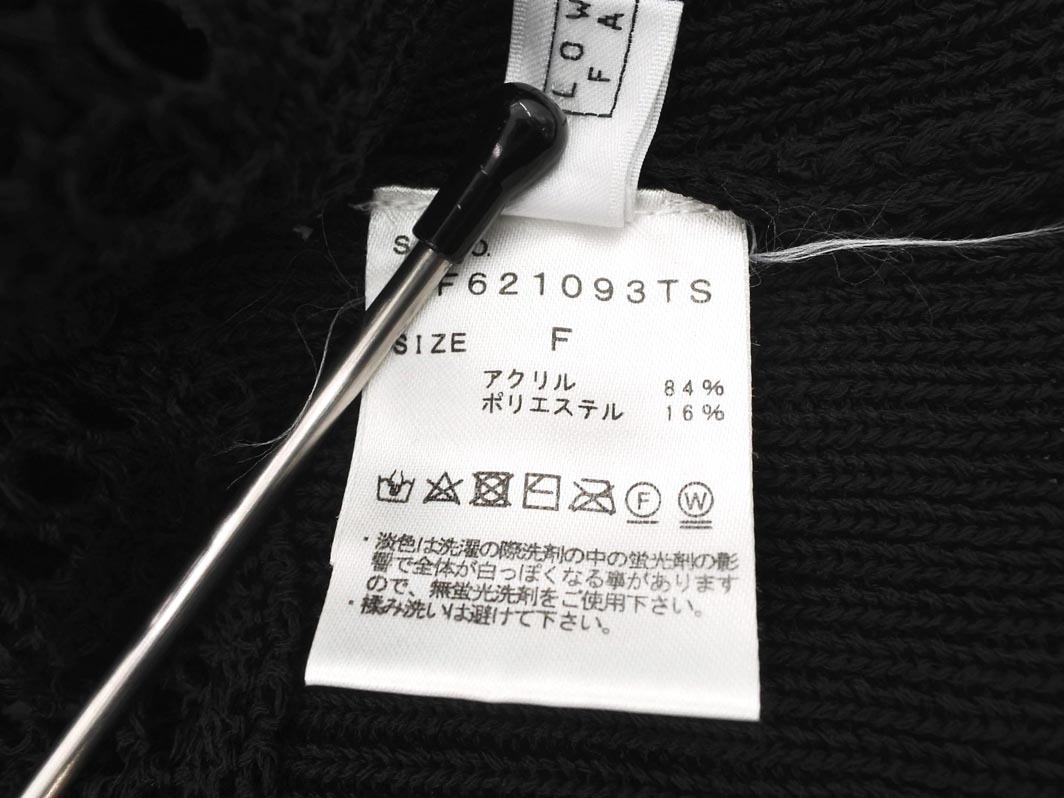 LOW
FA
F621093TS
SIZE F
アクリル 84%
ポリエステル 16%
F W
・淡色は洗濯の際洗剤の中の蛍光剤の影
響で全体が白っぽくなる事があります
ので、無蛍光洗剤をご使用下さい。
・揉み洗いは避けて下さい。